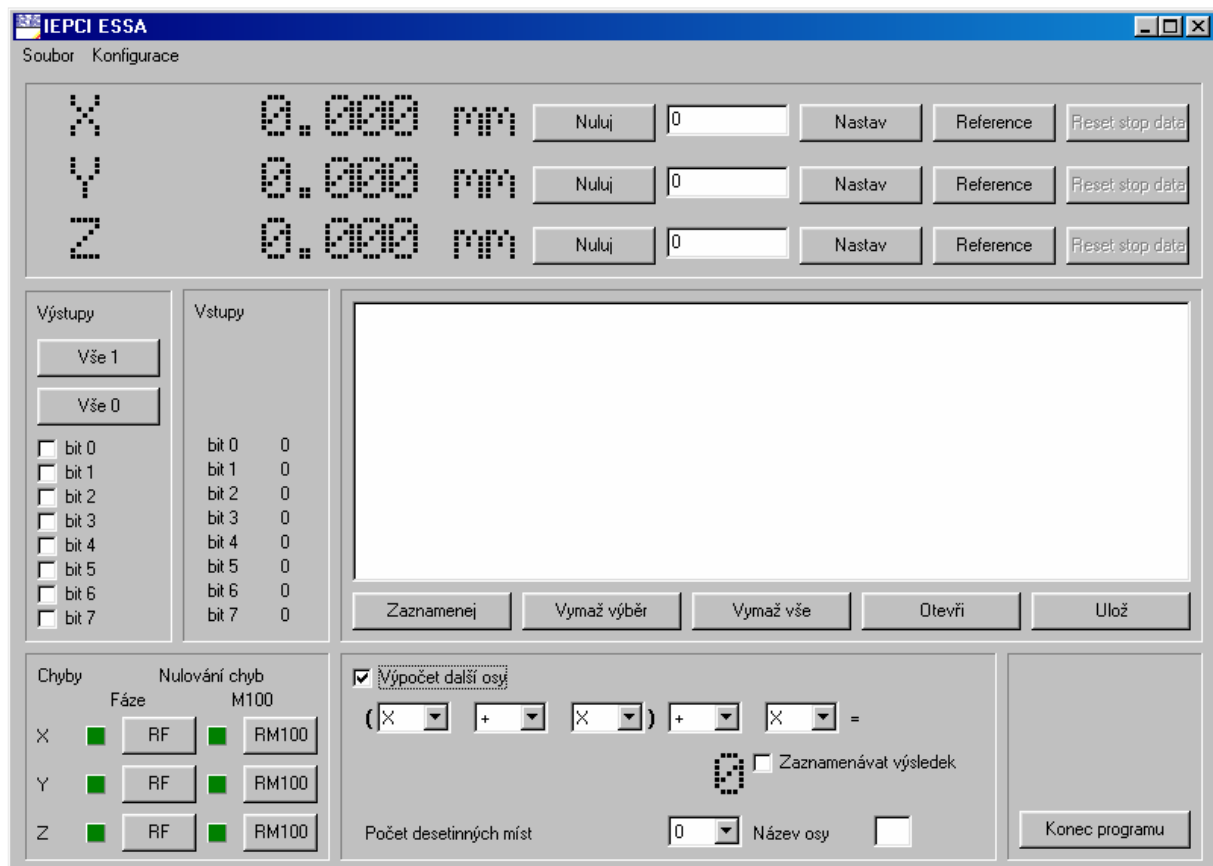 IEPCI ESSA
Soubor Konfigurace
X 0.000 mm Nuluj 0 Nastav Reference Reset stop data
Y 0.000 mm Nuluj 0 Nastav Reference Reset stop data
Z 0.000 mm Nuluj 0 Nastav Reference Reset stop data
Výstupy
Vše 1
Vše 0
bit 0
bit 1
bit 2
bit 3
bit 4
bit 5
bit 6
bit 7
Vstupy
bit 0 0
bit 1 0
bit 2 0
bit 3 0
bit 4 0
bit 5 0
bit 6 0
bit 7 0
Zaznamenej Vymaž výběr Vymaž vše Otevři Ulož
Chyby Nulování chyb
Fáze M100
X RF RM100
Y RF RM100
Z RF RM100
Výpočet další osy
( X + X ) + X =
0 Zaznamenávat výsledek
Počet desetinných míst 0 Název osy
Konec programu